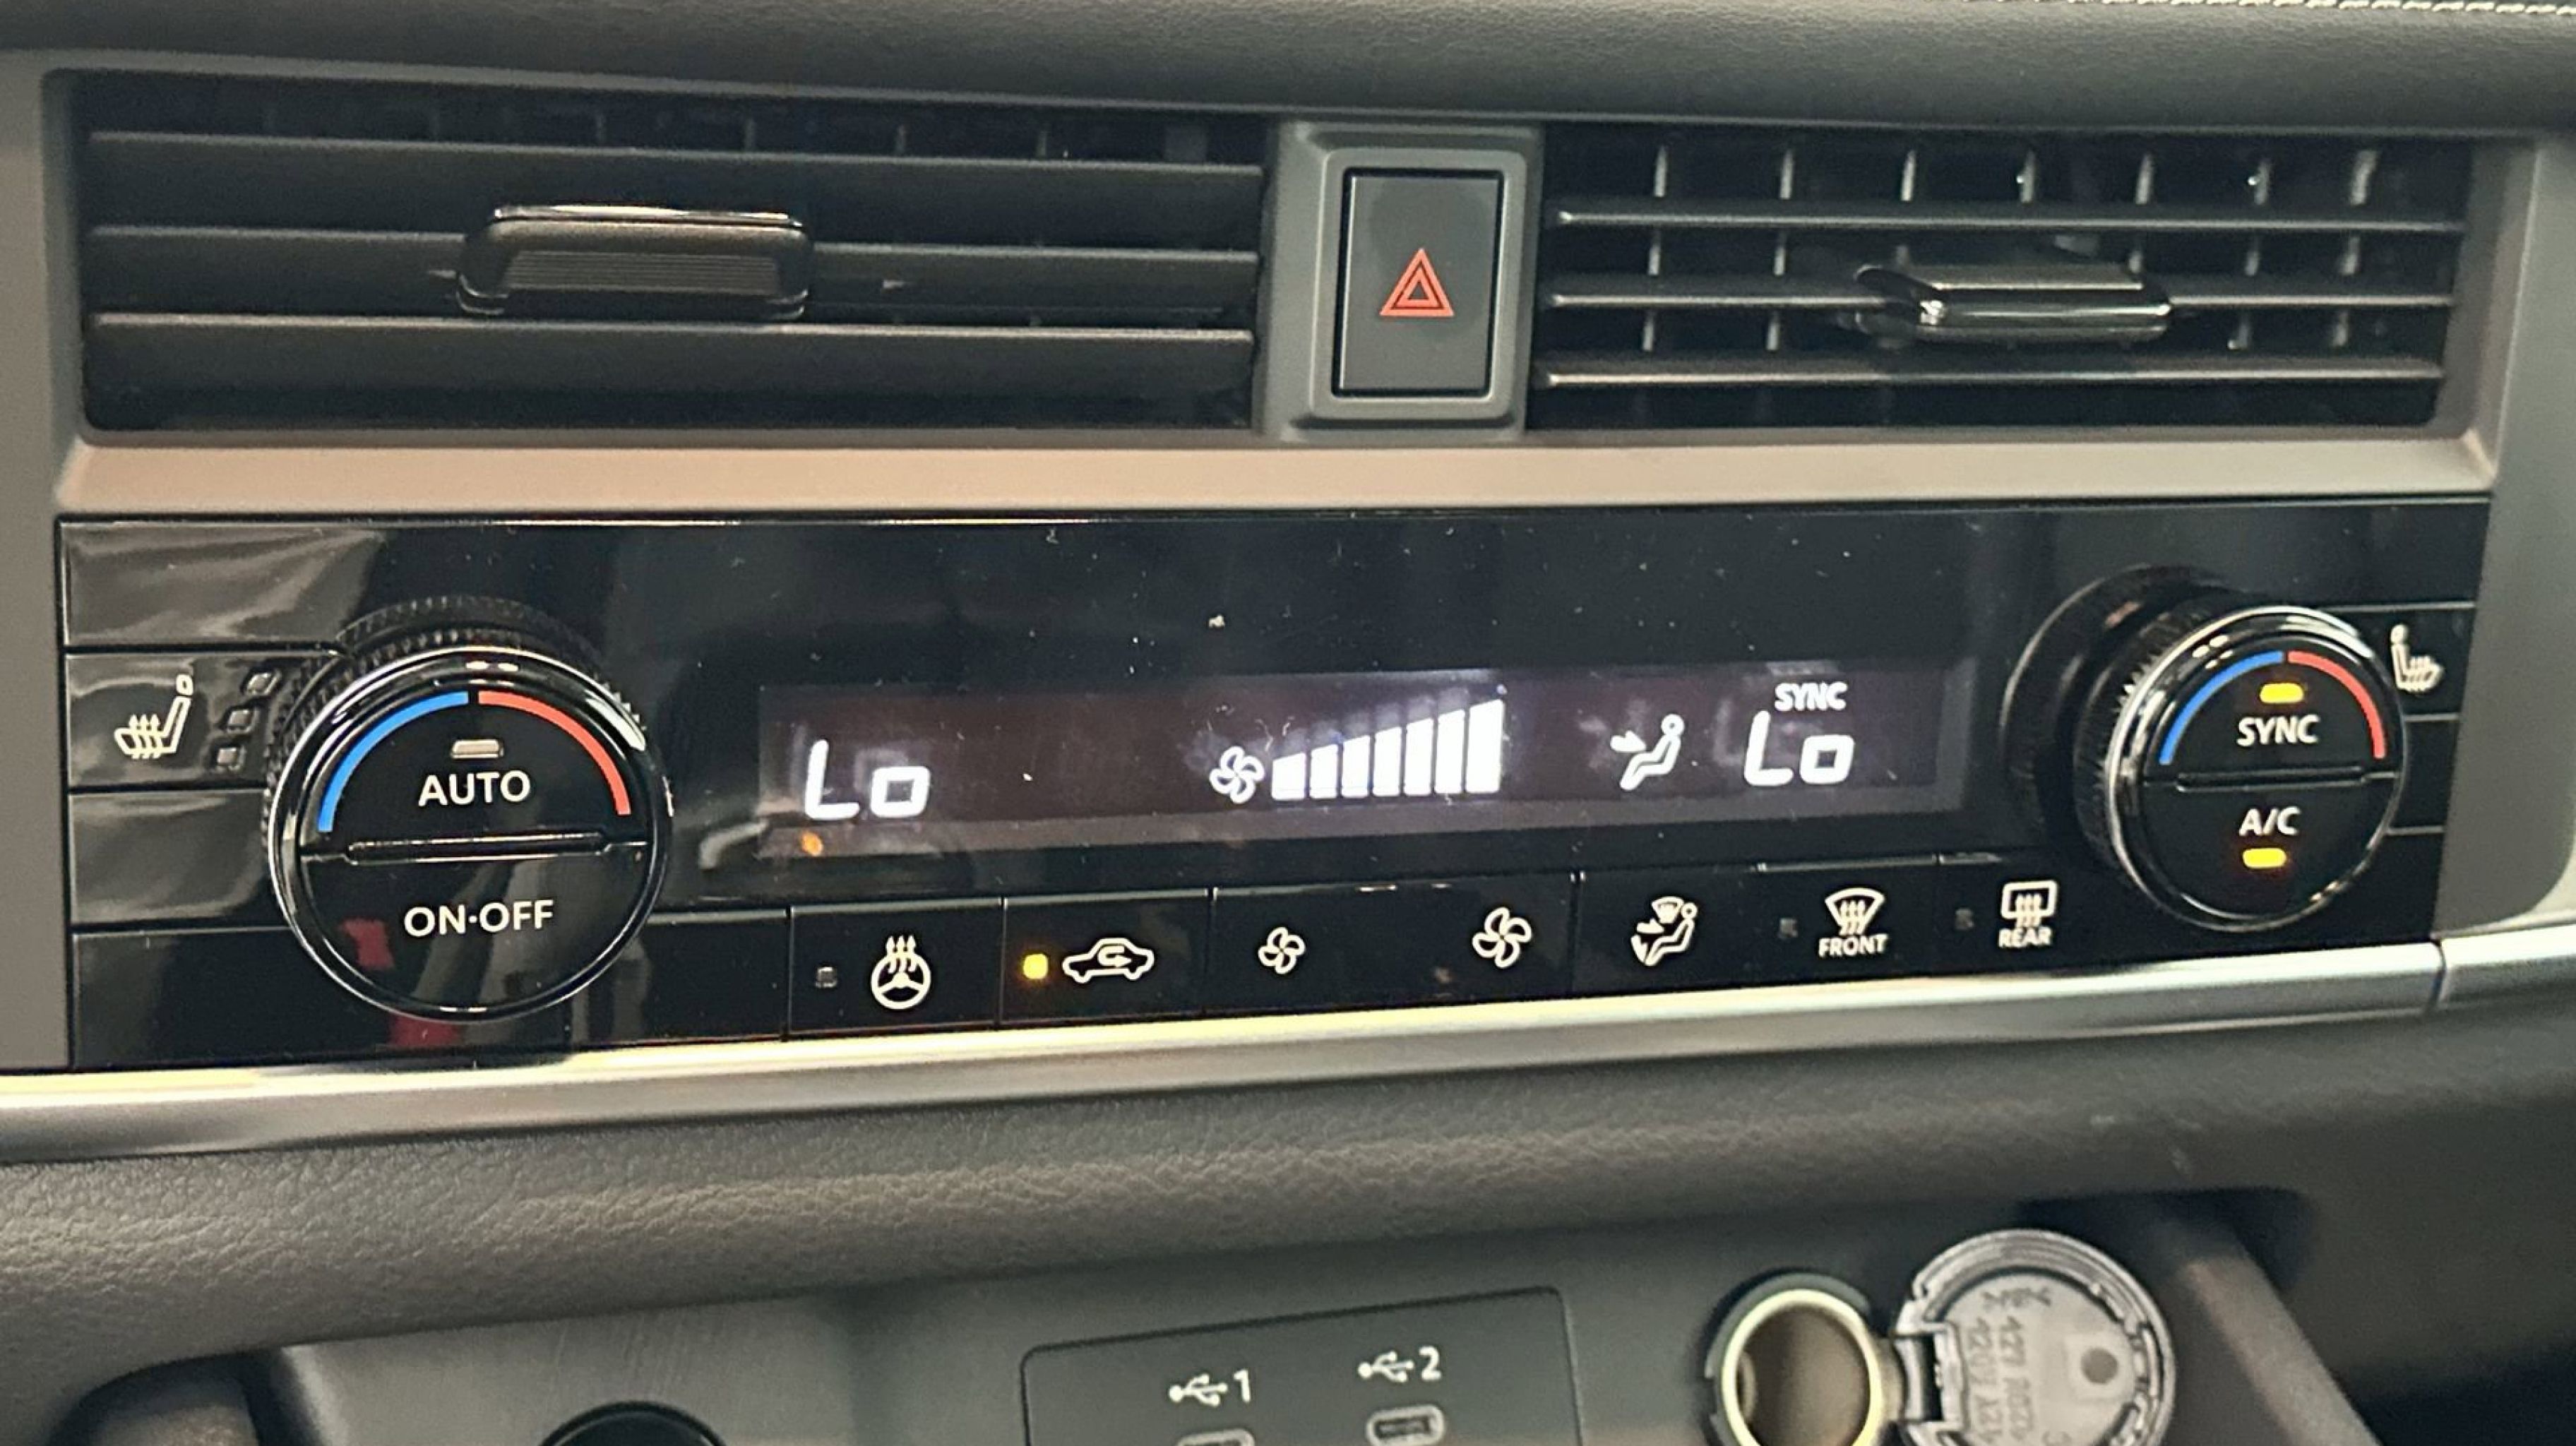 AUTO
ON·OFF
Lo
SYNC
Lo
SYNC
A/C
FRONT
REAR
1
2